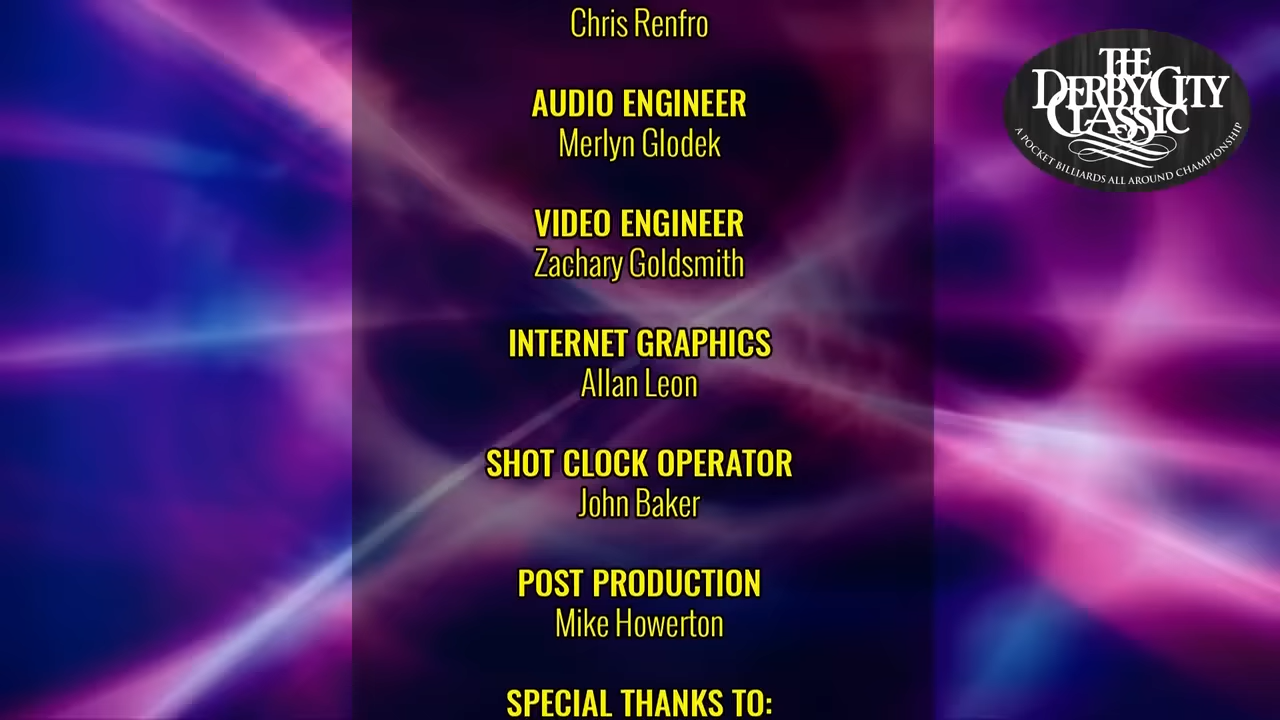 Chris Renfro
AUDIO ENGINEER
Merlyn Glodek
VIDEO ENGINEER
Zachary Goldsmith
INTERNET GRAPHICS
Allan Leon
SHOT CLOCK OPERATOR
John Baker
POST PRODUCTION
Mike Howerton
SPECIAL THANKS TO:
THE
DERBY CITY
CLASSIC
A POCKET BILLIARDS ALL AROUND CHAMPIONSHIP